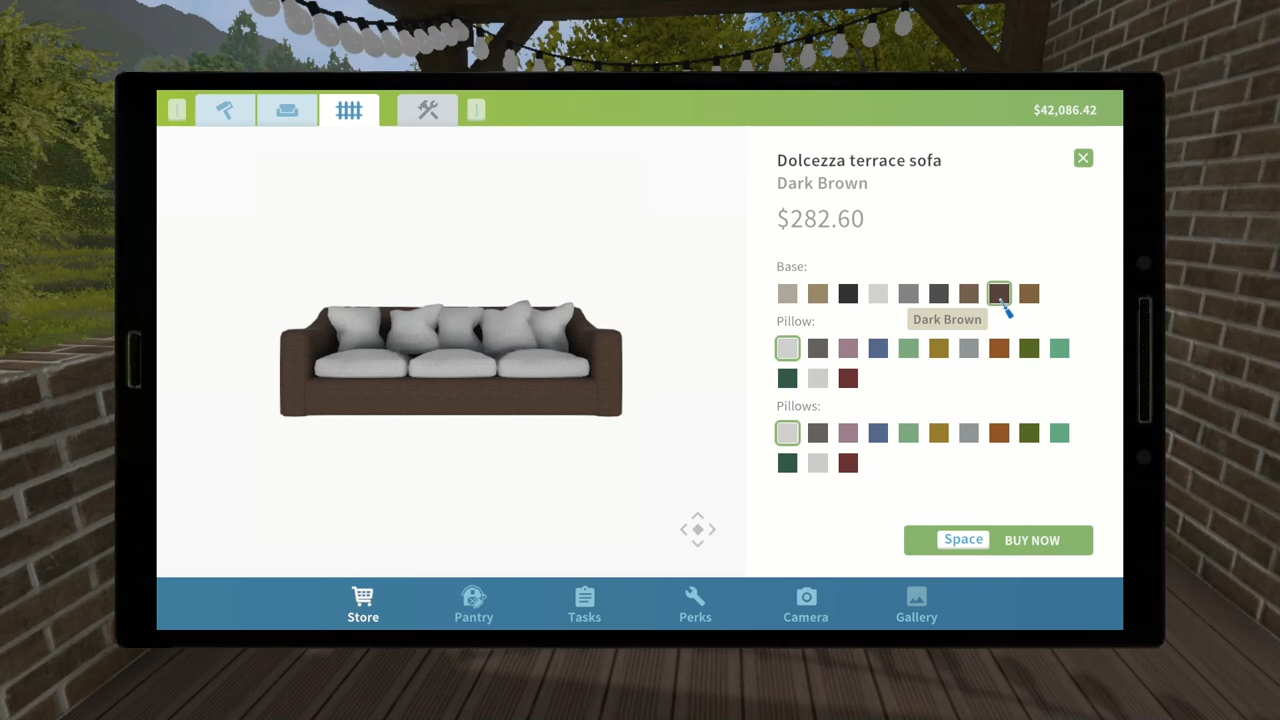 [
]
$42,086.42
Dolcezza terrace sofa
Dark Brown
$282.60
Base:
Dark Brown
Pillow:
Pillows:
Space BUY NOW
Store Pantry Tasks Perks Camera Gallery